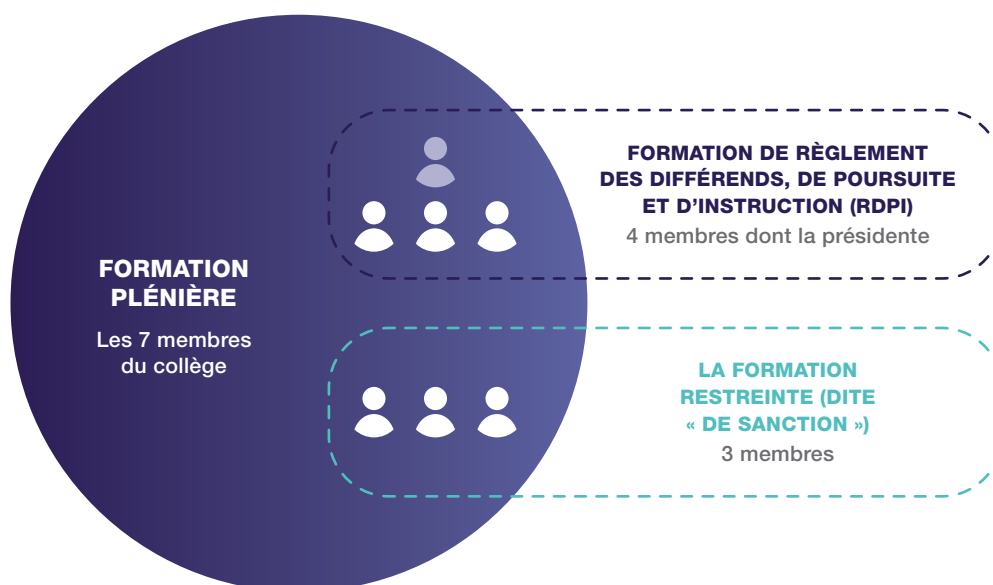 FORMATION
PLÉNIÈRE
Les 7 membres
du collège
FORMATION DE RÈGLEMENT
DES DIFFÉRENDS, DE POURSUITE
ET D’INSTRUCTION (RDPI)
4 membres dont la présidente
LA FORMATION
RESTREINTE (DITE
« DE SANCTION »)
3 membres